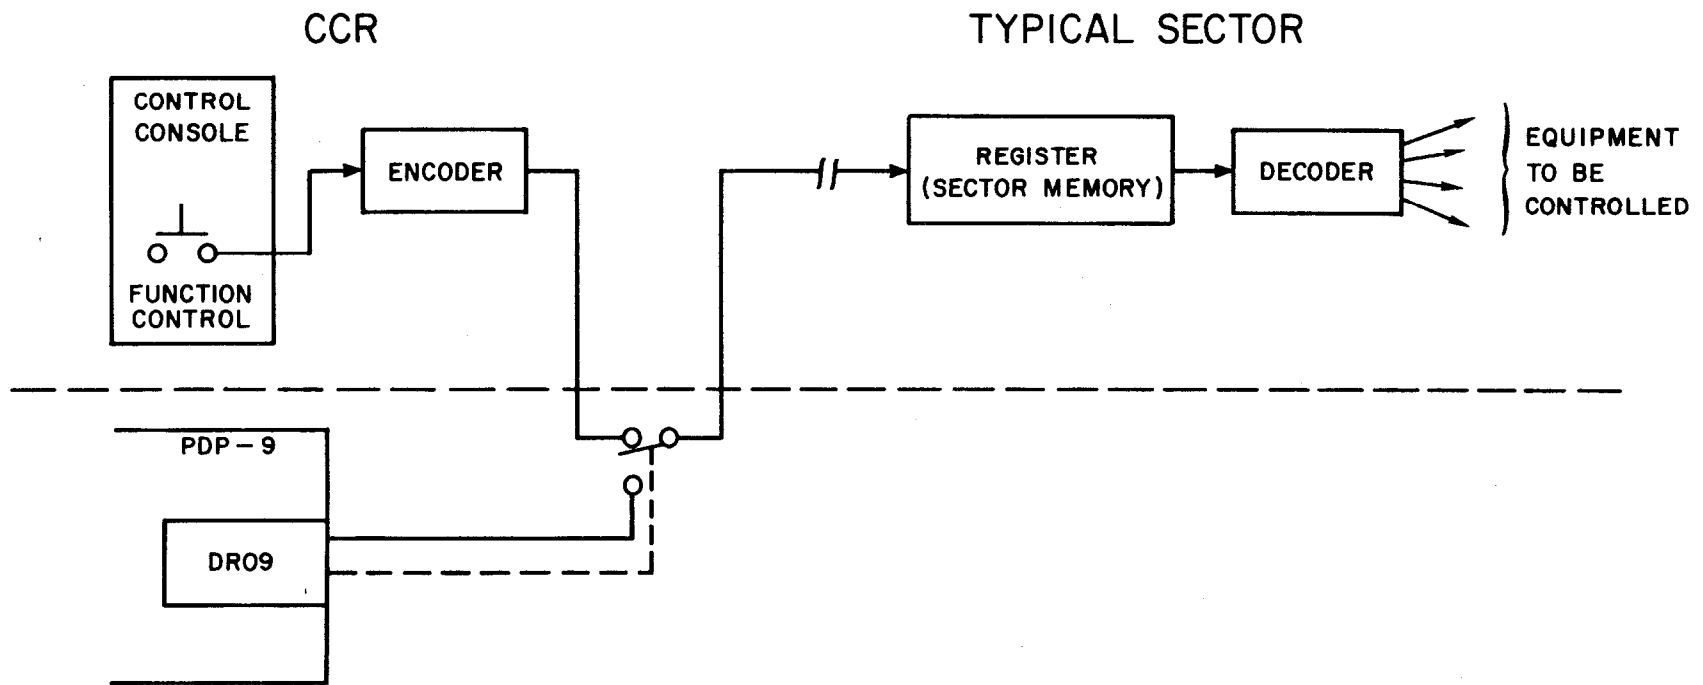 CCR
TYPICAL SECTOR
CONTROL
CONSOLE
FUNCTION
CONTROL
ENCODER
REGISTER
(SECTOR MEMORY)
DECODER
EQUIPMENT
TO BE
CONTROLLED
PDP-9
DR09